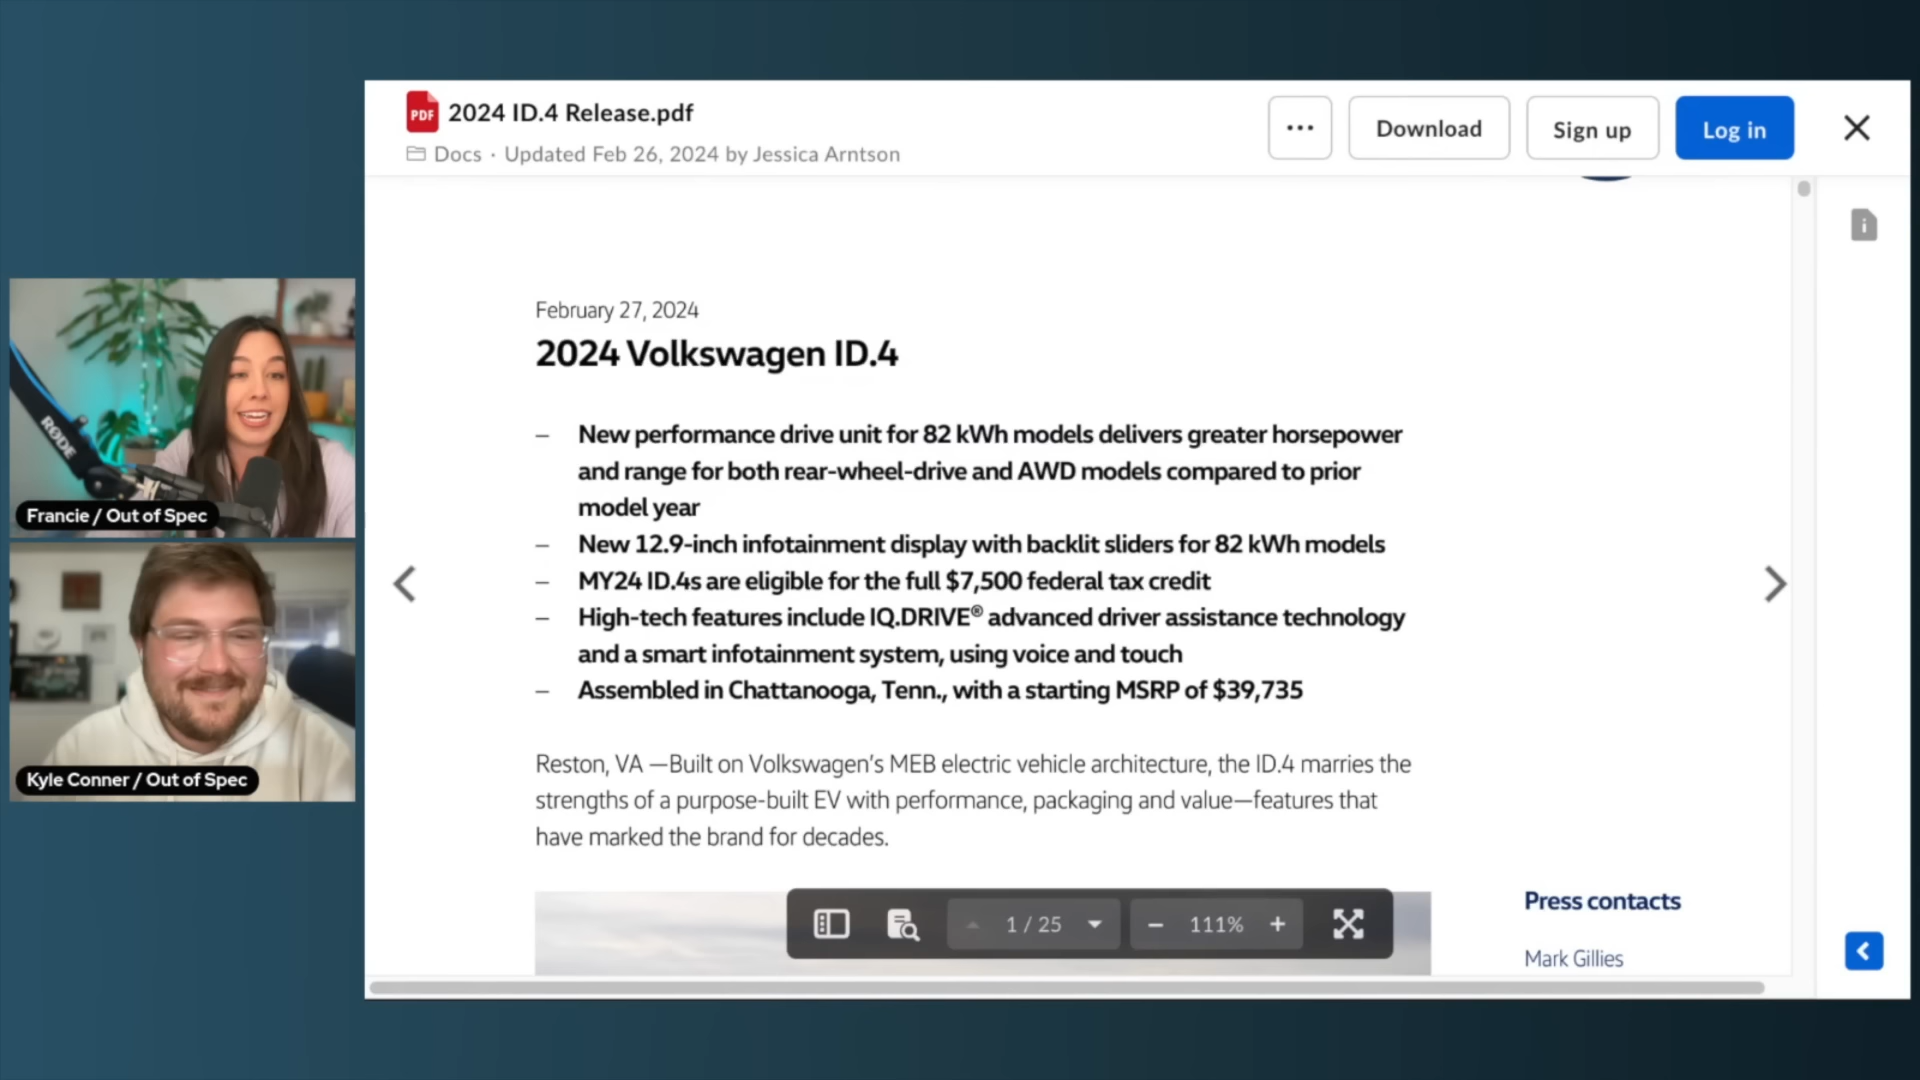 PDF
2024 ID.4 Release.pdf
Docs · Updated Feb 26, 2024 by Jessica Arntson
...
Download
Sign up
Log in
February 27, 2024
2024 Volkswagen ID.4
– New performance drive unit for 82 kWh models delivers greater horsepower
and range for both rear-wheel-drive and AWD models compared to prior
model year
– New 12.9-inch infotainment display with backlit sliders for 82 kWh models
– MY24 ID.4s are eligible for the full $7,500 federal tax credit
– High-tech features include IQ.DRIVE® advanced driver assistance technology
and a smart infotainment system, using voice and touch
– Assembled in Chattanooga, Tenn., with a starting MSRP of $39,735
Reston, VA —Built on Volkswagen's MEB electric vehicle architecture, the ID.4 marries the
strengths of a purpose-built EV with performance, packaging and value—features that
have marked the brand for decades.
1 / 25
111%
Press contacts
Mark Gillies
RØDE
Francie / Out of Spec
Kyle Conner / Out of Spec